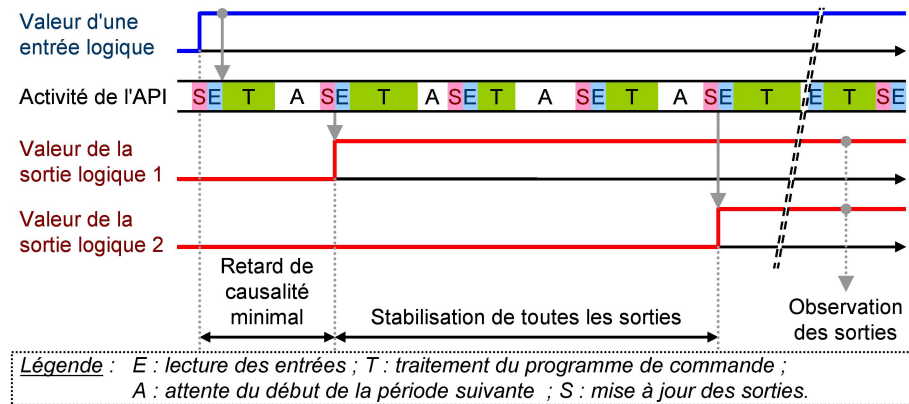 Valeur d'une
entrée logique
Activité de l'API
S E T A S E T A S E T A S E T A S E T E T S E
Valeur de la
sortie logique 1
Valeur de la
sortie logique 2
Retard de
causalité
minimal
Stabilisation de toutes les sorties
Observation
des sorties
Légende : E : lecture des entrées ; T : traitement du programme de commande ;
A : attente du début de la période suivante ; S : mise à jour des sorties.